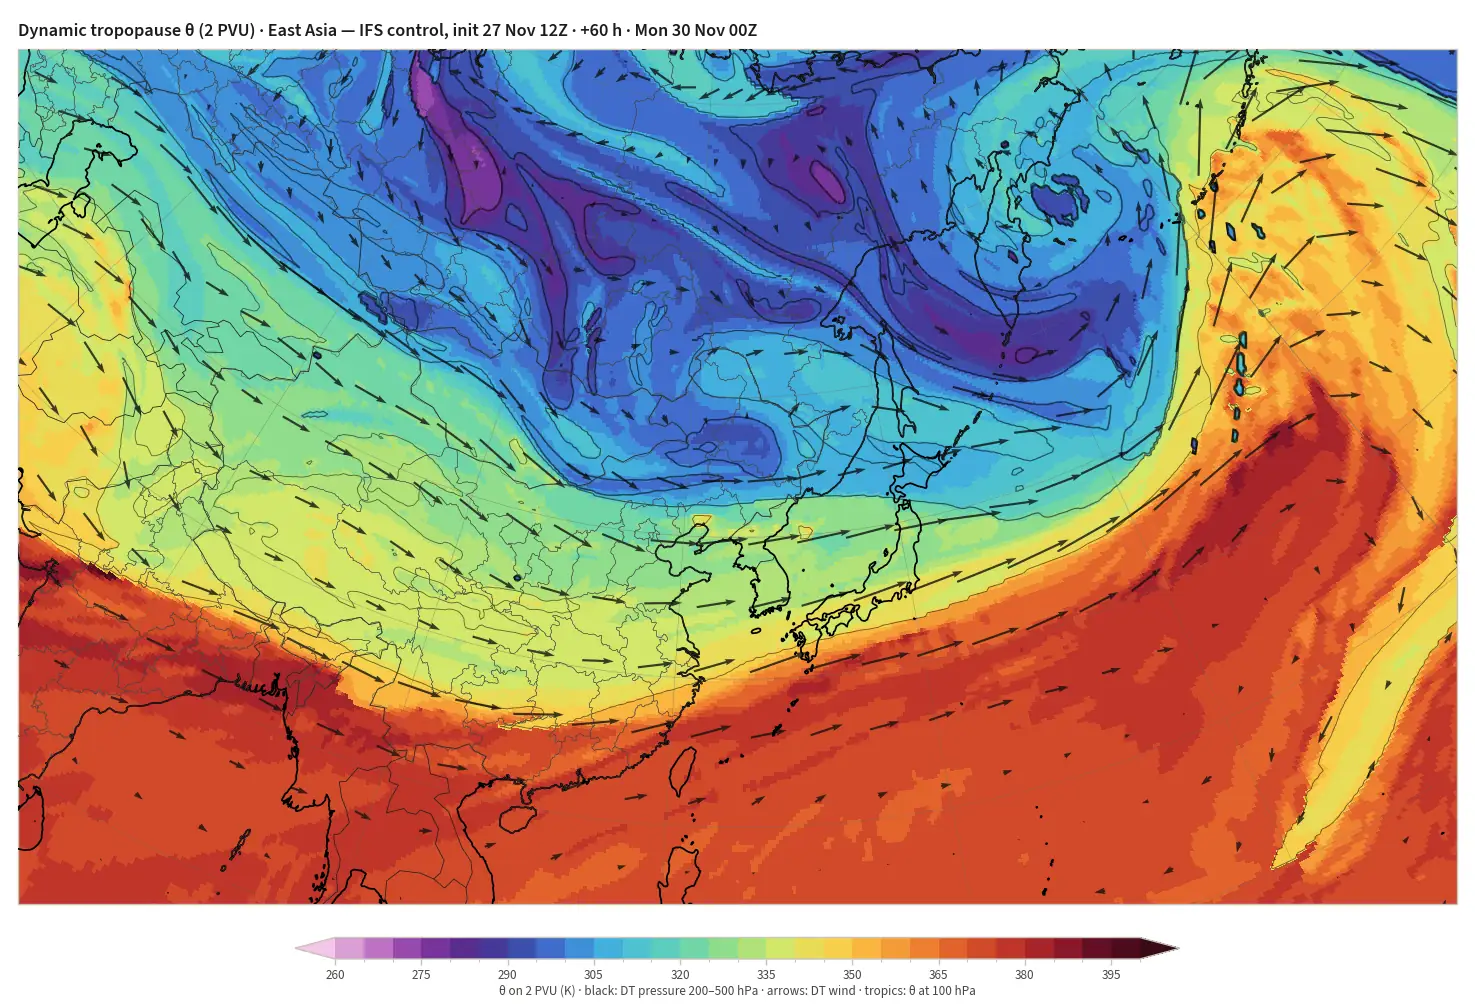 Dynamic tropopause θ (2 PVU) · East Asia — IFS control, init 27 Nov 12Z · +60 h · Mon 30 Nov 00Z
260 275 290 305 320 335 350 365 380 395
θ on 2 PVU (K) · black: DT pressure 200–500 hPa · arrows: DT wind · tropics: θ at 100 hPa